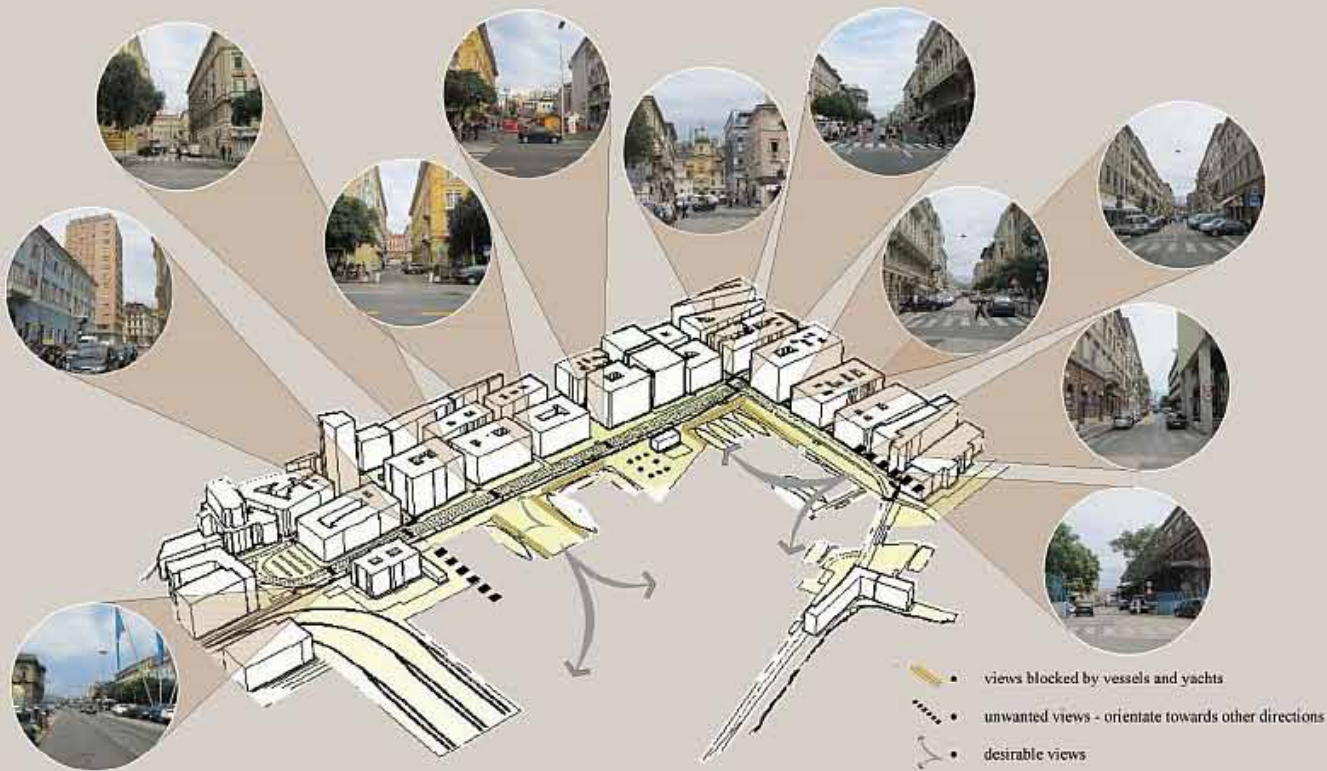 views blocked by vessels and yachts
unwanted views - orientate towards other directions
desirable views